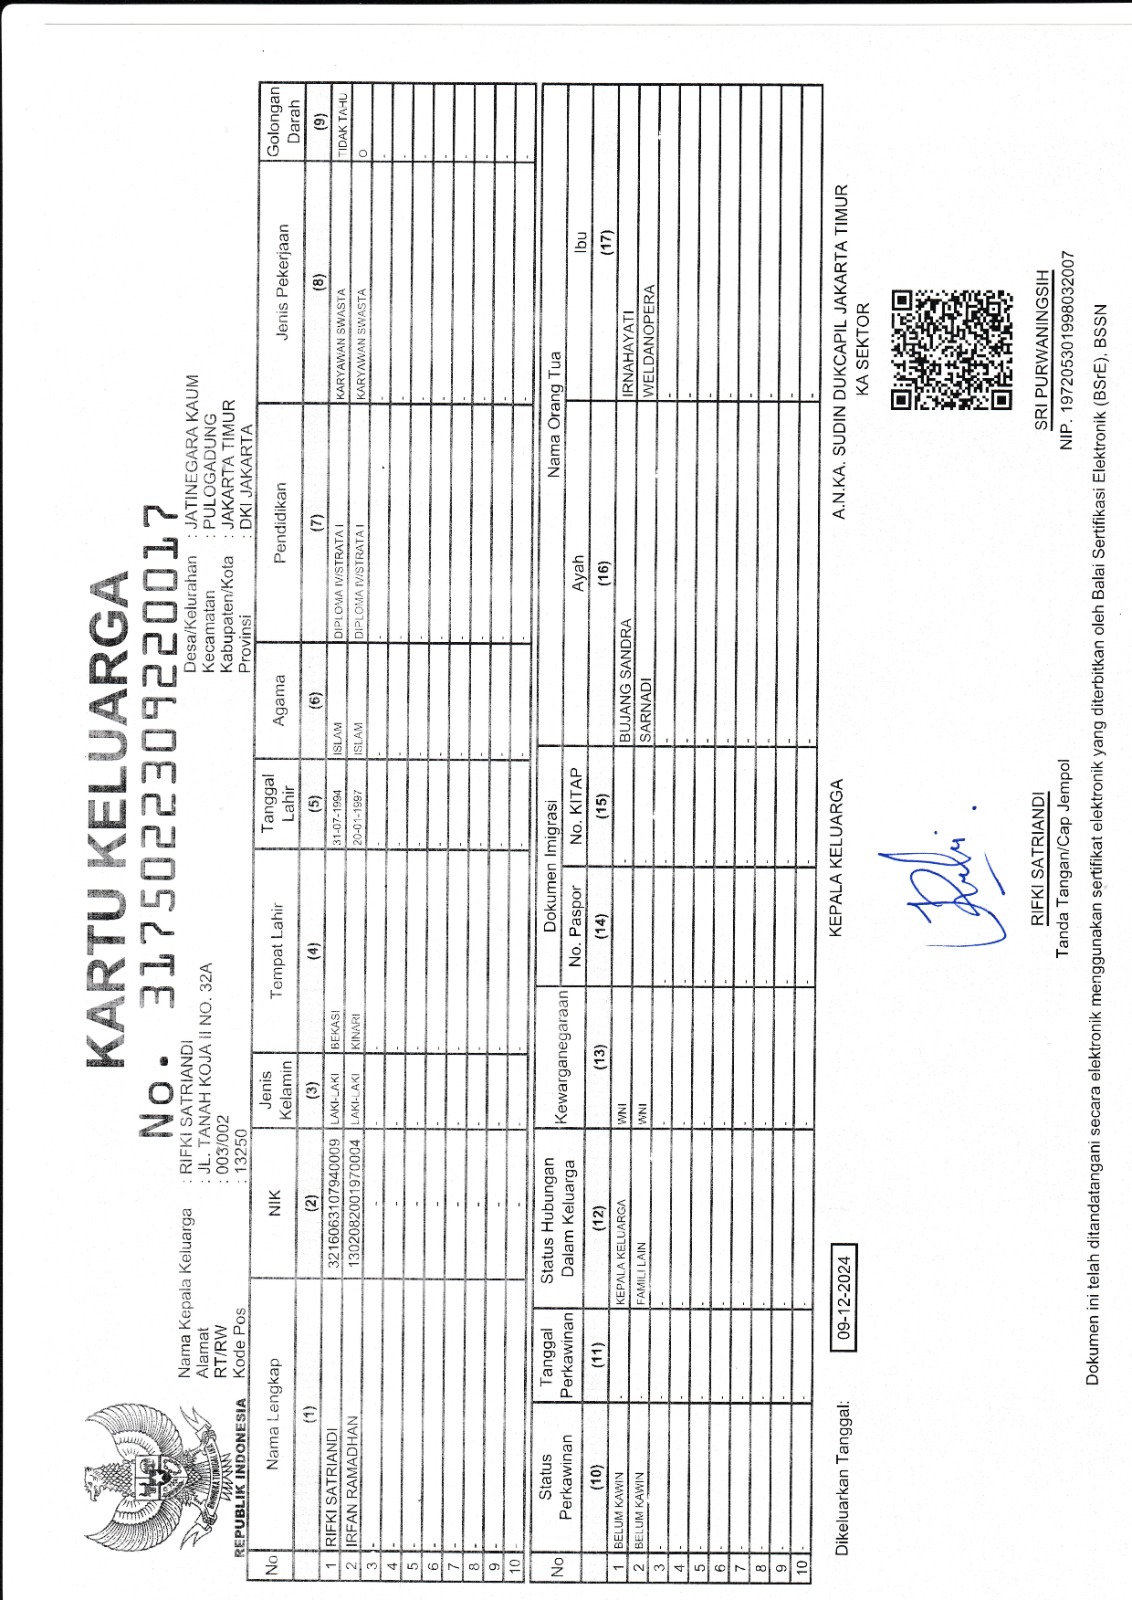 KARTU KELUARGA
No. 3175022309220017
REPUBLIK INDONESIA
Nama Kepala Keluarga : RIFKI SATRIANDI
Alamat : JL. TANAH KOJA II NO. 32A
RT/RW : 003/002
Kode Pos : 13250
Desa/Kelurahan : JATINEGARA KAUM
Kecamatan : PULOGADUNG
Kabupaten/Kota : JAKARTA TIMUR
Provinsi : DKI JAKARTA
No Nama Lengkap NIK Jenis Kelamin Tempat Lahir Tanggal Lahir Agama Pendidikan Jenis Pekerjaan Golongan Darah
(1) (2) (3) (4) (5) (6) (7) (8) (9)
1 RIFKI SATRIANDI 3216063107940009 LAKI-LAKI BEKASI 31-07-1994 ISLAM DIPLOMA IV/STRATA I KARYAWAN SWASTA TIDAK TAHU
2 IRFAN RAMADHAN 1302082001970004 LAKI-LAKI KINARI 20-01-1997 ISLAM DIPLOMA IV/STRATA I KARYAWAN SWASTA O
3 - - - - - - - - -
4 - - - - - - - - -
5 - - - - - - - - -
6 - - - - - - - - -
7 - - - - - - - - -
8 - - - - - - - - -
9 - - - - - - - - -
10 - - - - - - - - -
No Status Perkawinan Tanggal Perkawinan Status Hubungan Dalam Keluarga Kewarganegaraan Dokumen Imigrasi Nama Orang Tua
No. Paspor No. KITAP Ayah Ibu
(10) (11) (12) (13) (14) (15) (16) (17)
1 BELUM KAWIN - KEPALA KELUARGA WNI - - BUJANG SANDRA IRNAHAYATI
2 BELUM KAWIN - FAMILI LAIN WNI - - SARNADI WELDANOPERA
3 - - - - - - - -
4 - - - - - - - -
5 - - - - - - - -
6 - - - - - - - -
7 - - - - - - - -
8 - - - - - - - -
9 - - - - - - - -
10 - - - - - - - -
Dikeluarkan Tanggal: 09-12-2024
KEPALA KELUARGA
RIFKI SATRIANDI
Tanda Tangan/Cap Jempol
A.N.KA. SUDIN DUKCAPIL JAKARTA TIMUR
KA SEKTOR
SRI PURWANINGSIH
NIP. 197205301998032007
Dokumen ini telah ditandatangani secara elektronik menggunakan sertifikat elektronik yang diterbitkan oleh Balai Sertifikasi Elektronik (BSrE), BSSN